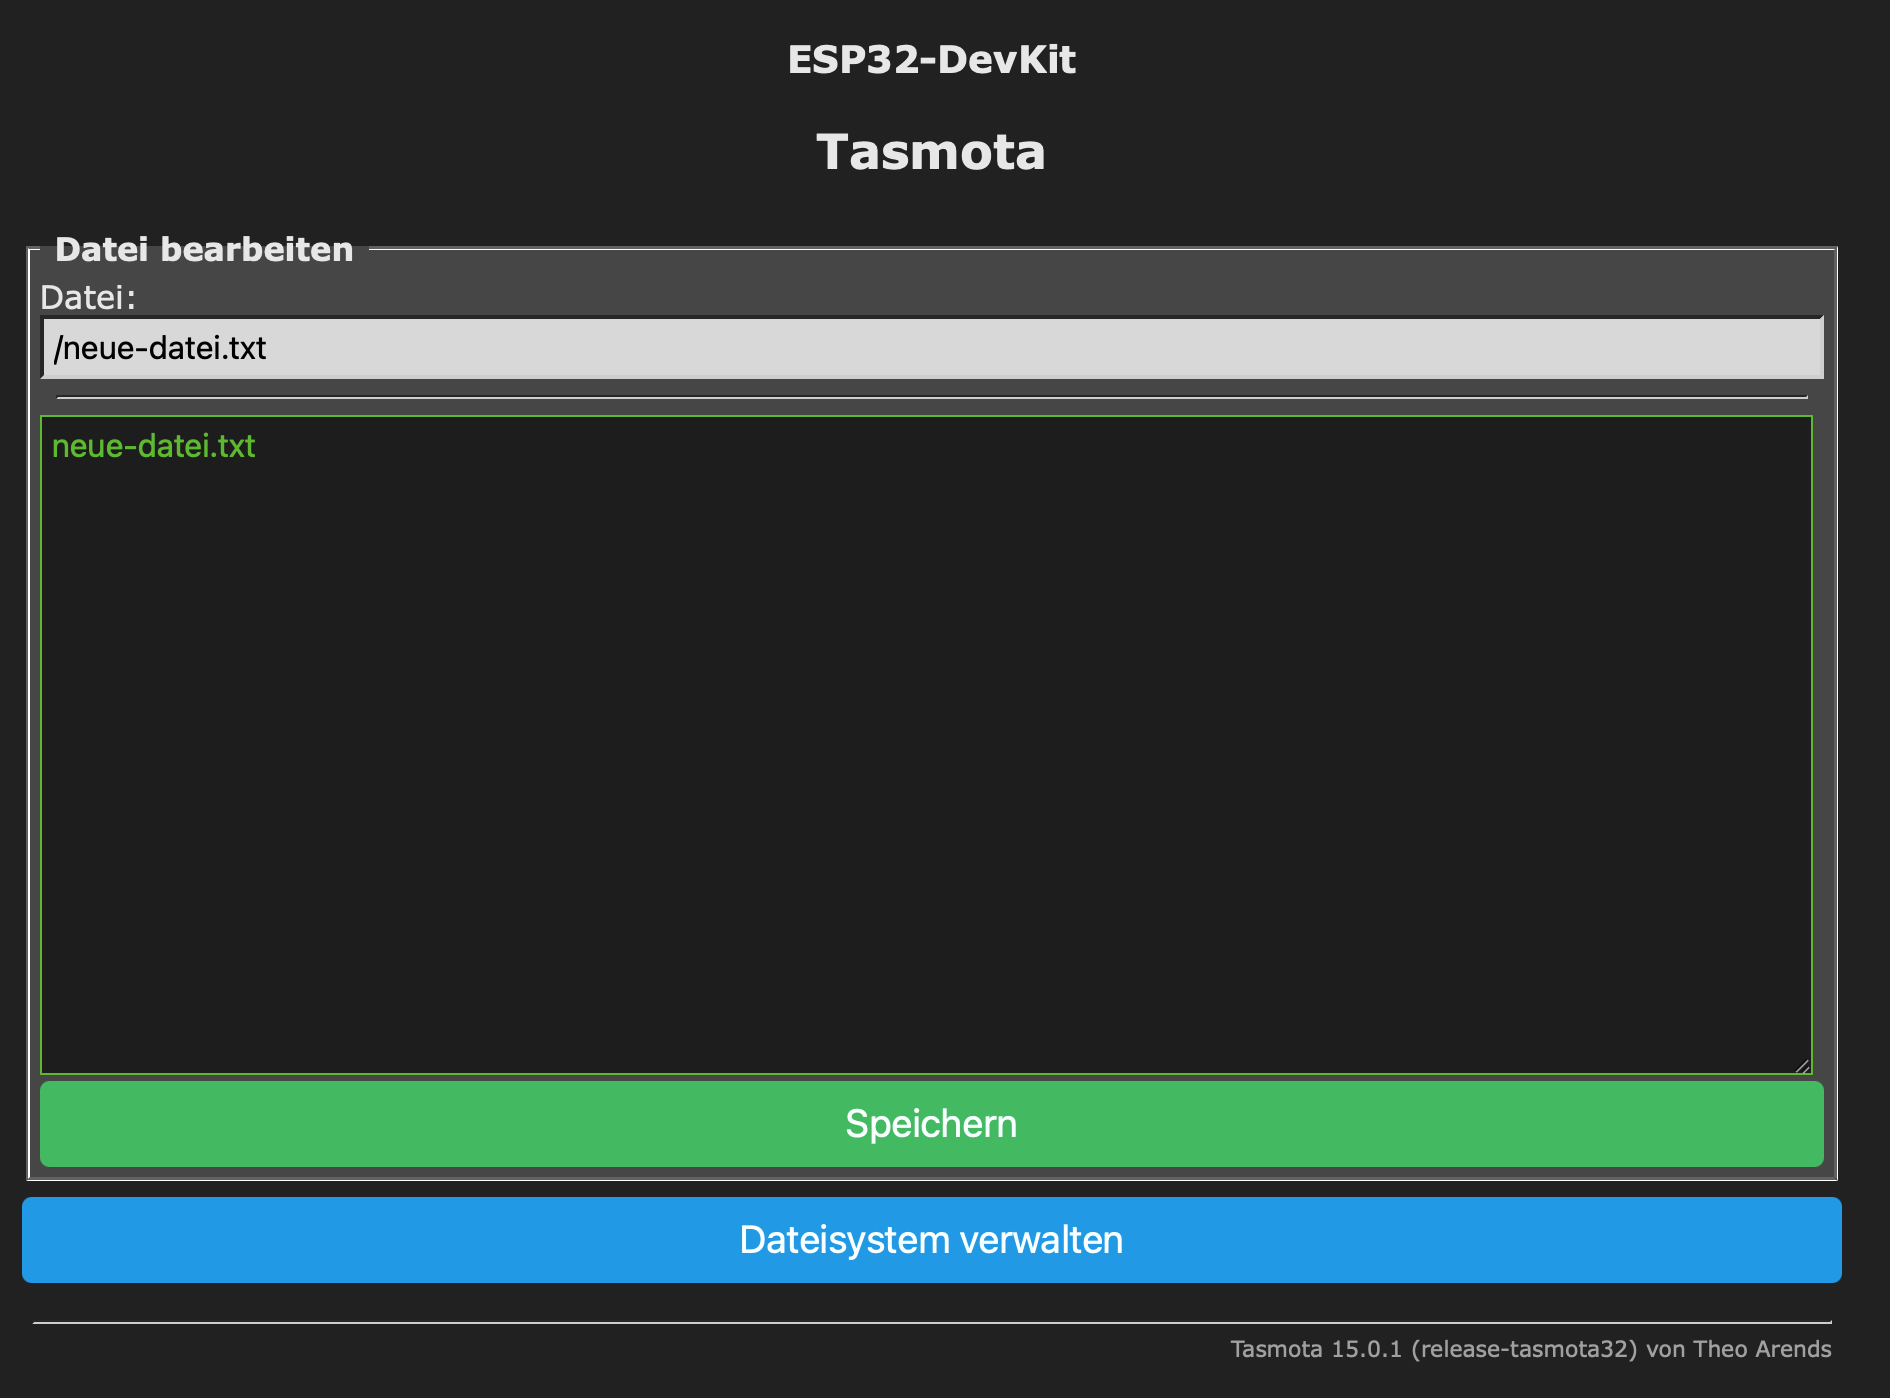 ESP32-DevKit
Tasmota
Datei bearbeiten
Datei:
/neue-datei.txt
neue-datei.txt
Speichern
Dateisystem verwalten
Tasmota 15.0.1 (release-tasmota32) von Theo Arends